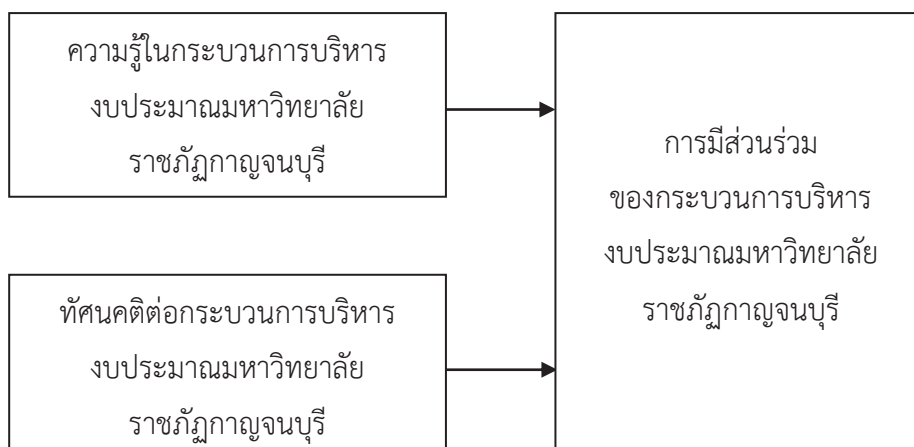 ความรู้ในกระบวนการบริหาร
งบประมาณมหาวิทยาลัย
ราชภัฏกาญจนบุรี
ทัศนคติต่อกระบวนการบริหาร
งบประมาณมหาวิทยาลัย
ราชภัฏกาญจนบุรี
การมีส่วนร่วม
ของกระบวนการบริหาร
งบประมาณมหาวิทยาลัย
ราชภัฏกาญจนบุรี